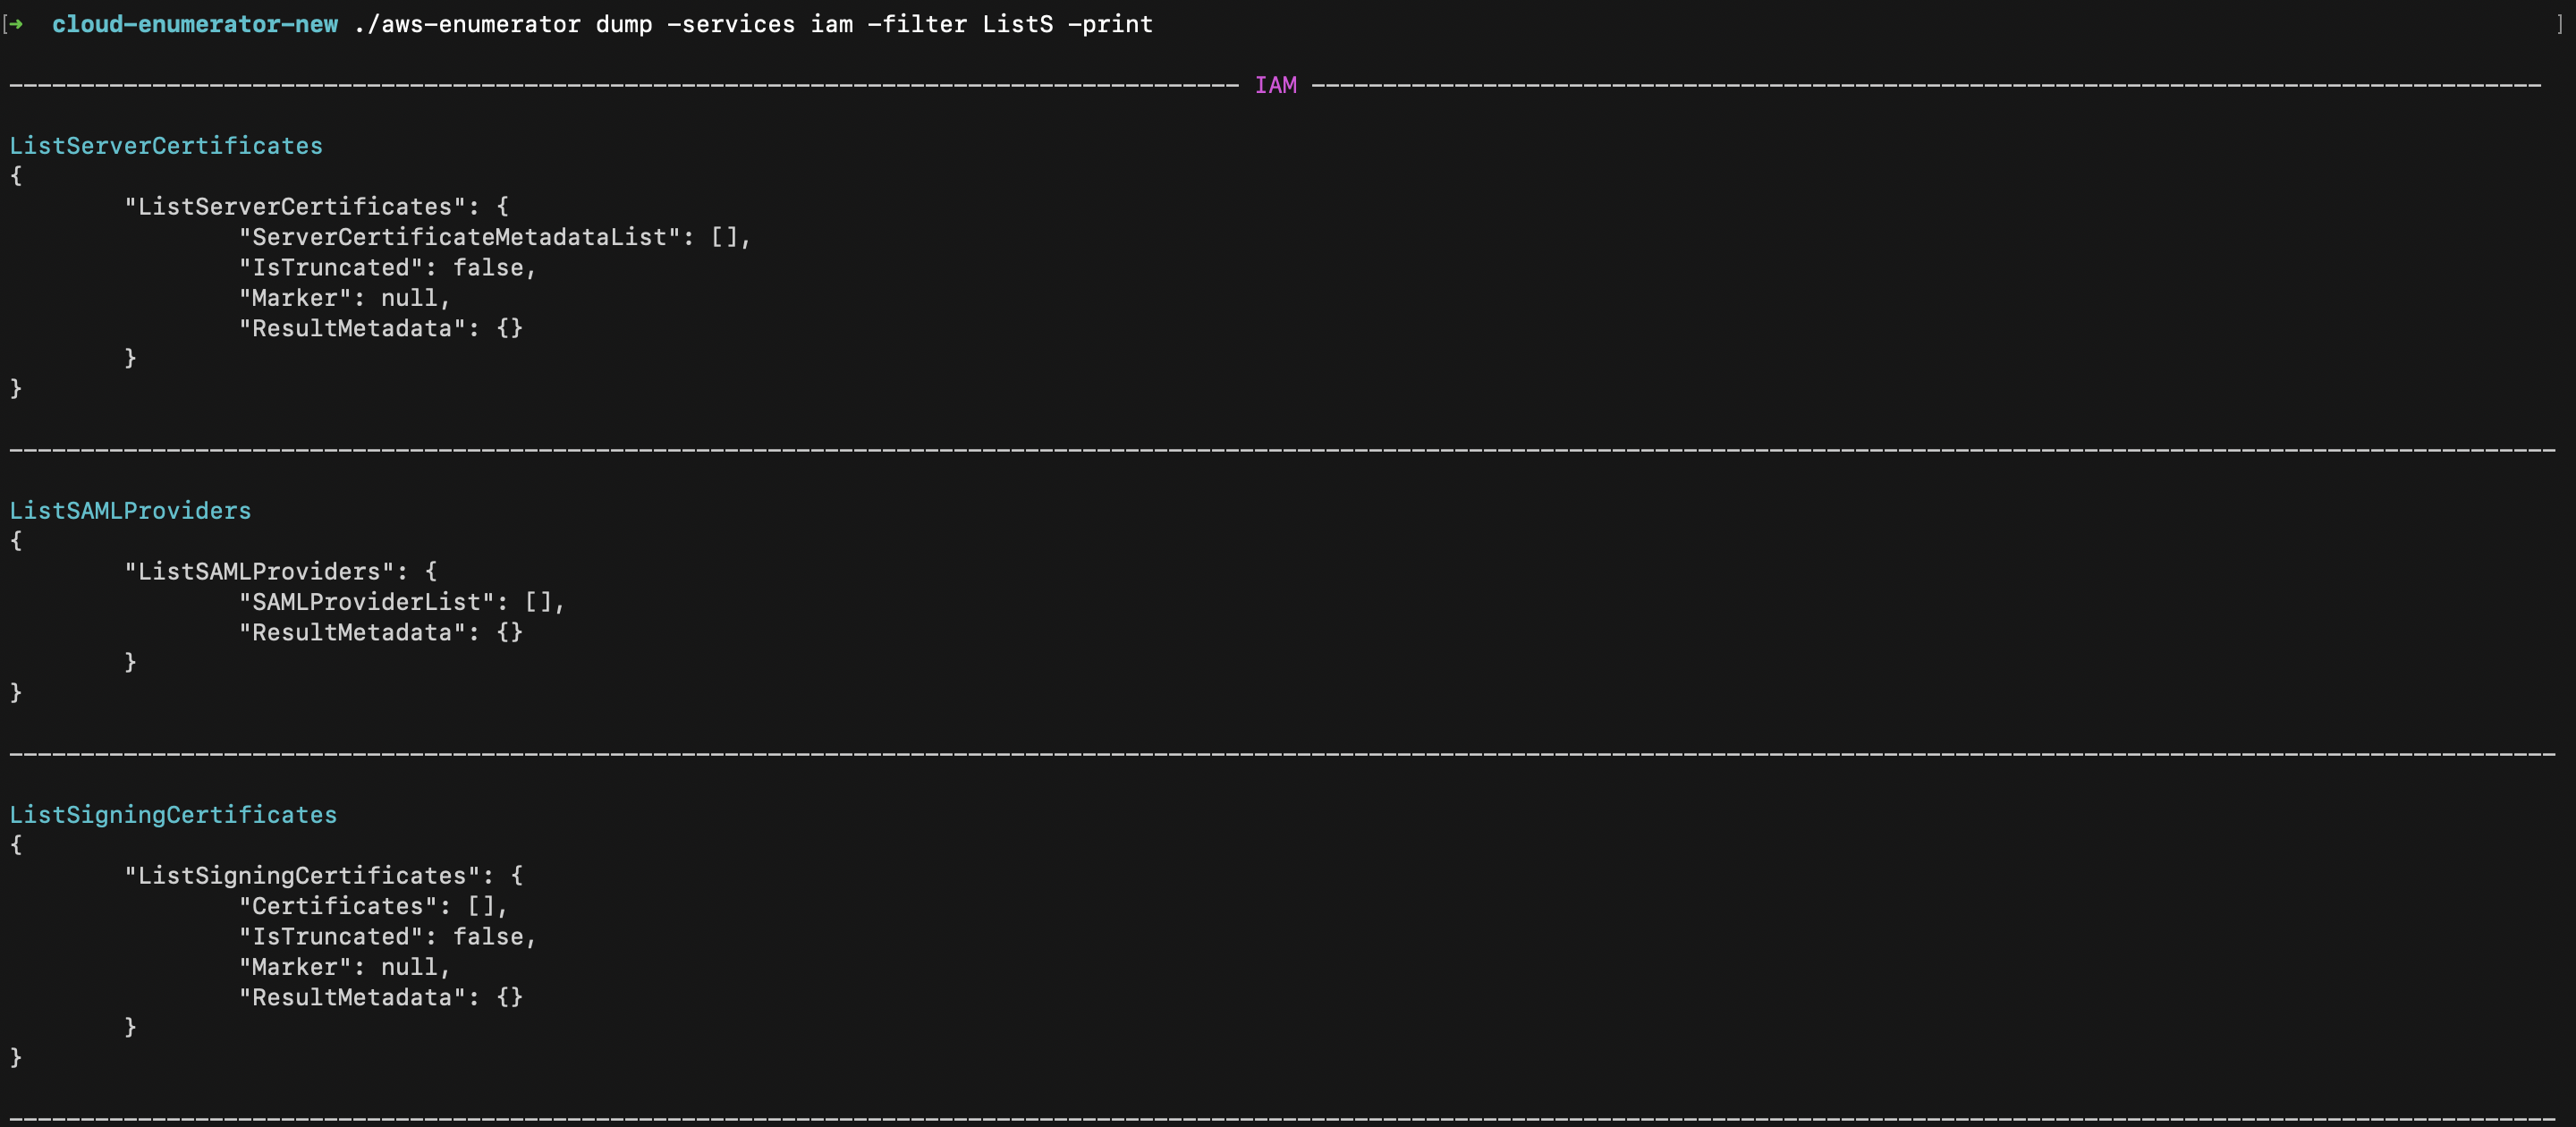 [➜  cloud-enumerator-new ./aws-enumerator dump -services iam -filter ListS -print ]
----------------------------------------------------------------------------------- IAM -----------------------------------------------------------------------------------
ListServerCertificates
{
"ListServerCertificates": {
"ServerCertificateMetadataList": [],
"IsTruncated": false,
"Marker": null,
"ResultMetadata": {}
}
}
ListSAMLProviders
{
"ListSAMLProviders": {
"SAMLProviderList": [],
"ResultMetadata": {}
}
}
ListSigningCertificates
{
"ListSigningCertificates": {
"Certificates": [],
"IsTruncated": false,
"Marker": null,
"ResultMetadata": {}
}
}